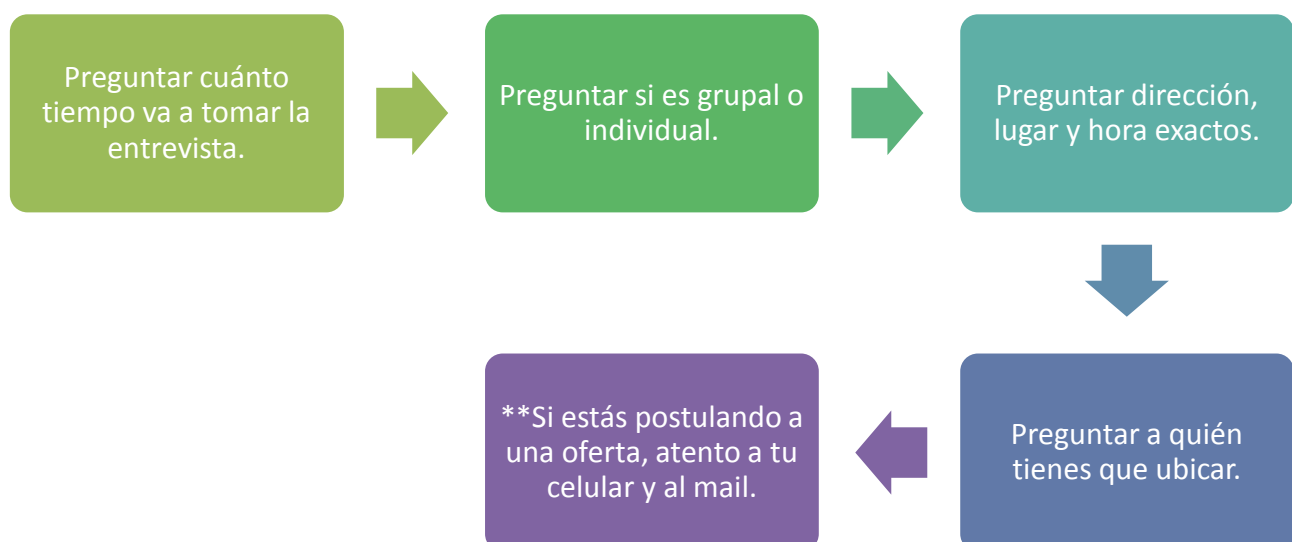 Preguntar cuánto
tiempo va a tomar la
entrevista.
Preguntar si es grupal o
individual.
Preguntar dirección,
lugar y hora exactos.
Preguntar a quién
tienes que ubicar.
**Si estás postulando a
una oferta, atento a tu
celular y al mail.